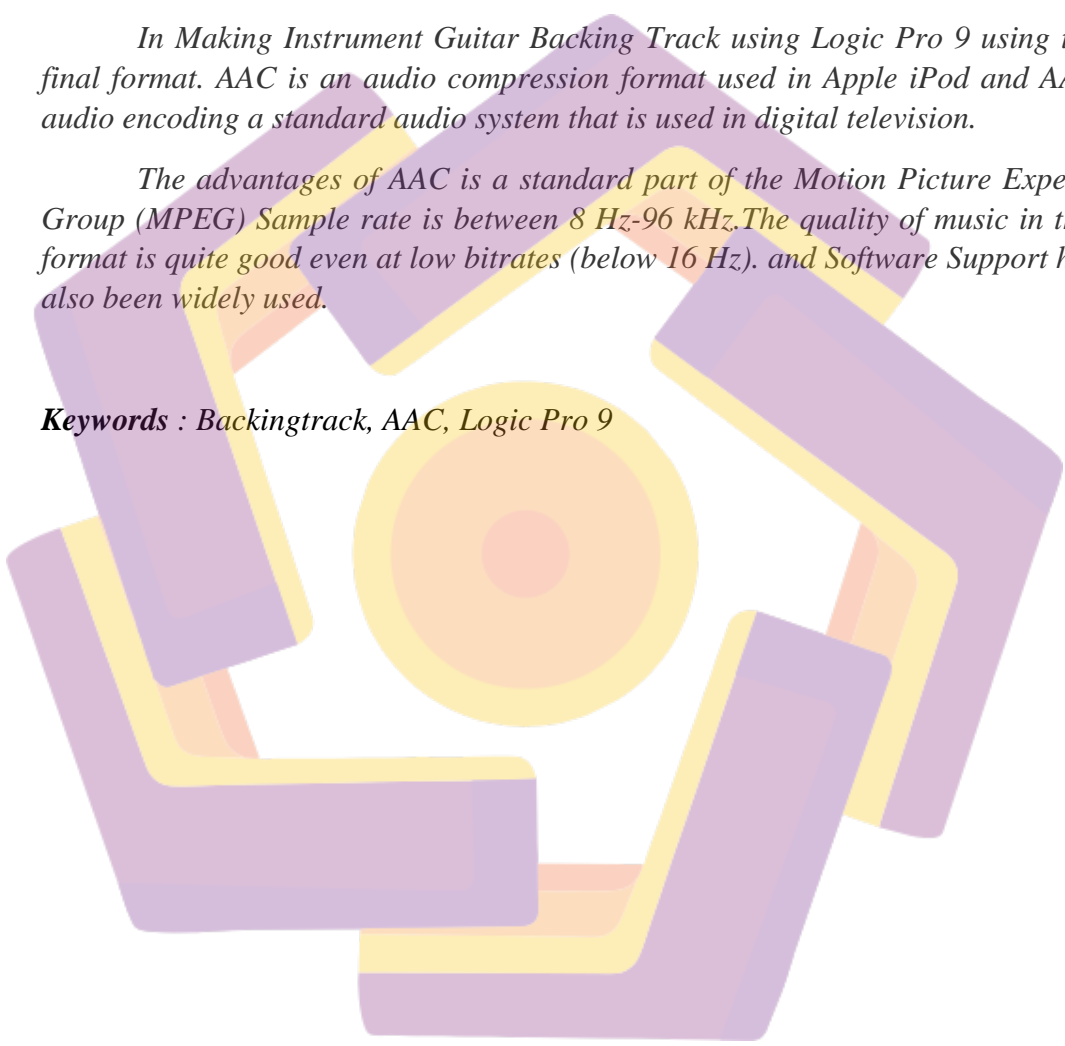 In Making Instrument Guitar Backing Track using Logic Pro 9 using
final format. AAC is an audio compression format used in Apple iPod and
audio encoding a standard audio system that is used in digital television.
The advantages of AAC is a standard part of the Motion Picture
Group (MPEG) Sample rate is between 8 Hz-96 kHz.The quality of music in
format is quite good even at low bitrates (below 16 Hz). and Software Support
also been widely used.
Keywords : Backingtrack, AAC, Logic Pro 9